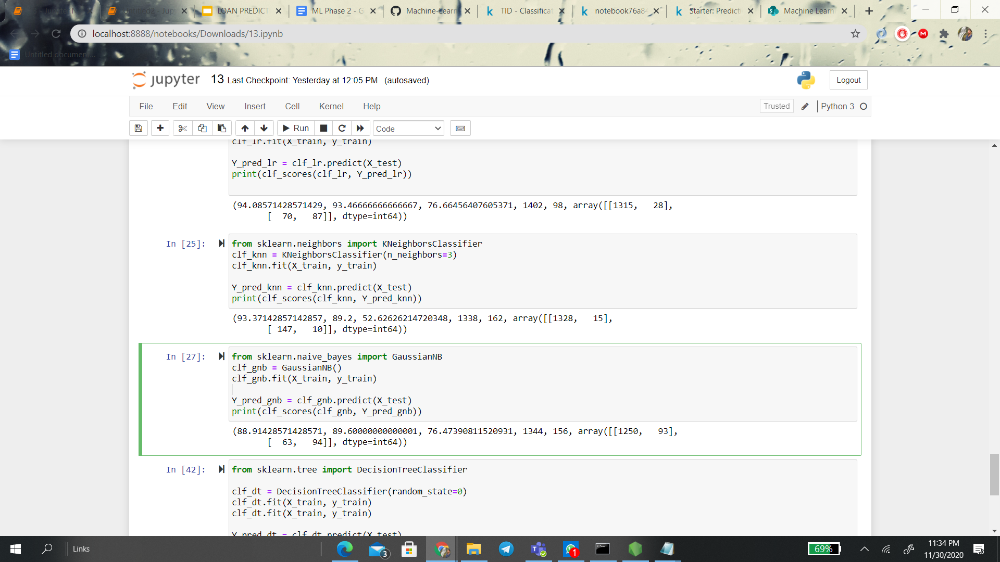 LOAN PREDICT
ML Phase 2 - G
Machine-Learn
TID - Classificat
notebook76a84
Starter: Predicti
Machine Learn
localhost:8888/notebooks/Downloads/13.ipynb
Untitled documen...
jupyter 13 Last Checkpoint: Yesterday at 12:05 PM (autosaved)
Logout
File Edit View Insert Cell Kernel Help
Trusted
Python 3
Run
Code
clf_lr.fit(X_train, y_train)
Y_pred_lr = clf_lr.predict(X_test)
print(clf_scores(clf_lr, Y_pred_lr))
(94.08571428571429, 93.46666666666667, 76.66456407605371, 1402, 98, array([[1315,   28],
[  70,   87]], dtype=int64))
In [25]:
from sklearn.neighbors import KNeighborsClassifier
clf_knn = KNeighborsClassifier(n_neighbors=3)
clf_knn.fit(X_train, y_train)
Y_pred_knn = clf_knn.predict(X_test)
print(clf_scores(clf_knn, Y_pred_knn))
(93.37142857142857, 89.2, 52.62626214720348, 1338, 162, array([[1328,   15],
[ 147,   10]], dtype=int64))
In [27]:
from sklearn.naive_bayes import GaussianNB
clf_gnb = GaussianNB()
clf_gnb.fit(X_train, y_train)
Y_pred_gnb = clf_gnb.predict(X_test)
print(clf_scores(clf_gnb, Y_pred_gnb))
(88.91428571428571, 89.60000000000001, 76.47390811520931, 1344, 156, array([[1250,   93],
[  63,   94]], dtype=int64))
In [42]:
from sklearn.tree import DecisionTreeClassifier
clf_dt = DecisionTreeClassifier(random_state=0)
clf_dt.fit(X_train, y_train)
clf_dt.fit(X_train, y_train)
Y_pred_dt = clf_dt.predict(X_test)
Links
3
1
69%
11:34 PM
11/30/2020